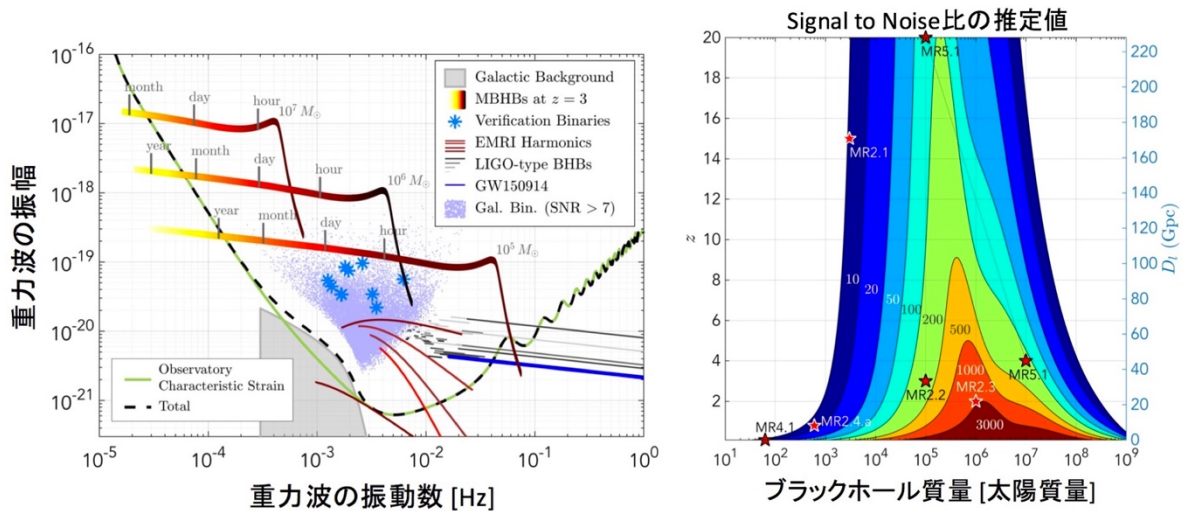 10-16
10-17
10-18
10-19
10-20
10-21
重力波の振幅
month
day
hour
10^7 M☉
year
month
day
hour
10^6 M☉
year
month
day
hour
10^5 M☉
Galactic Background
MBHBs at z = 3
Verification Binaries
EMRI Harmonics
LIGO-type BHBs
GW150914
Gal. Bin. (SNR > 7)
Observatory
Characteristic Strain
Total
10-5 10-4 10-3 10-2 10-1 10^0
重力波の振動数 [Hz]
Signal to Noise比の推定値
20
18
16
14
12
10
8
6
4
2
z
220
200
180
160
140
120
100
80
60
40
20
0
D_l (Gpc)
MR5.1
MR2.1
10
20
50
100
200
500
1000
3000
MR5.1
MR2.2
MR2.3
MR2.4.a
MR4.1
10^1 10^2 10^3 10^4 10^5 10^6 10^7 10^8 10^9
ブラックホール質量 [太陽質量]